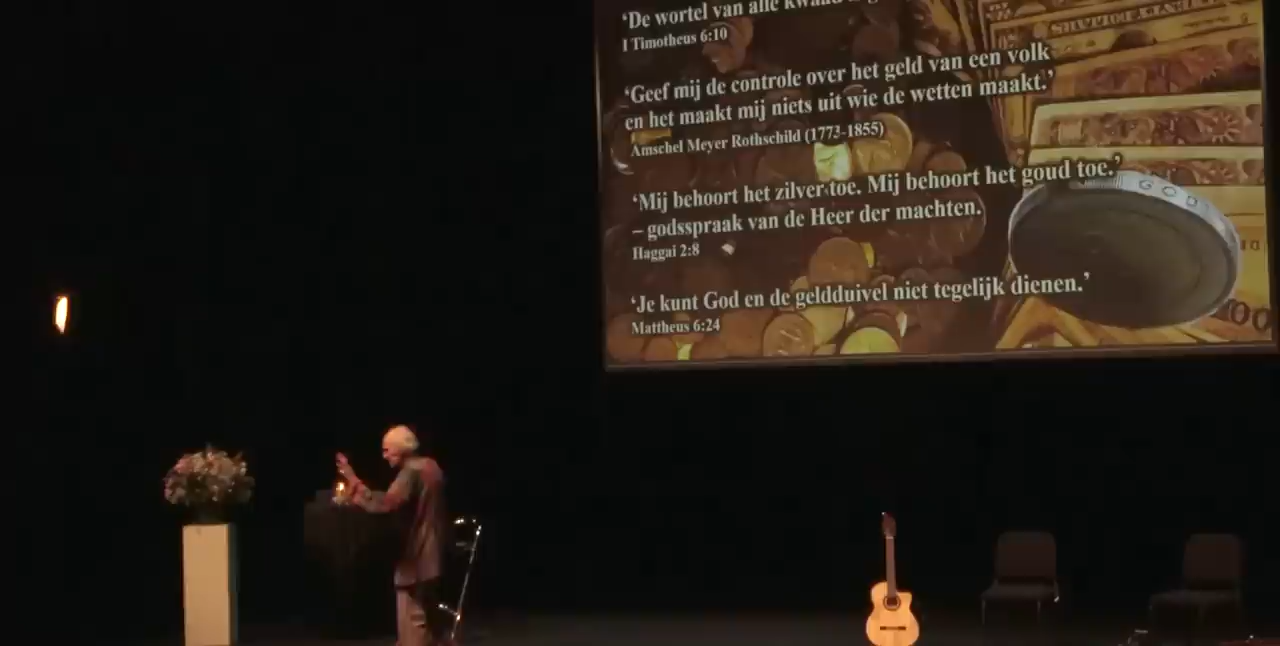 ‘De wortel van alle kwaad
I Timotheus 6:10
‘Geef mij de controle over het geld van een volk
en het maakt mij niets uit wie de wetten maakt.’
Amschel Meyer Rothschild (1773-1855)
‘Mij behoort het zilver toe. Mij behoort het goud toe.’
– godsspraak van de Heer der machten.
Haggai 2:8
‘Je kunt God en de geldduivel niet tegelijk dienen.’
Mattheus 6:24
GOD